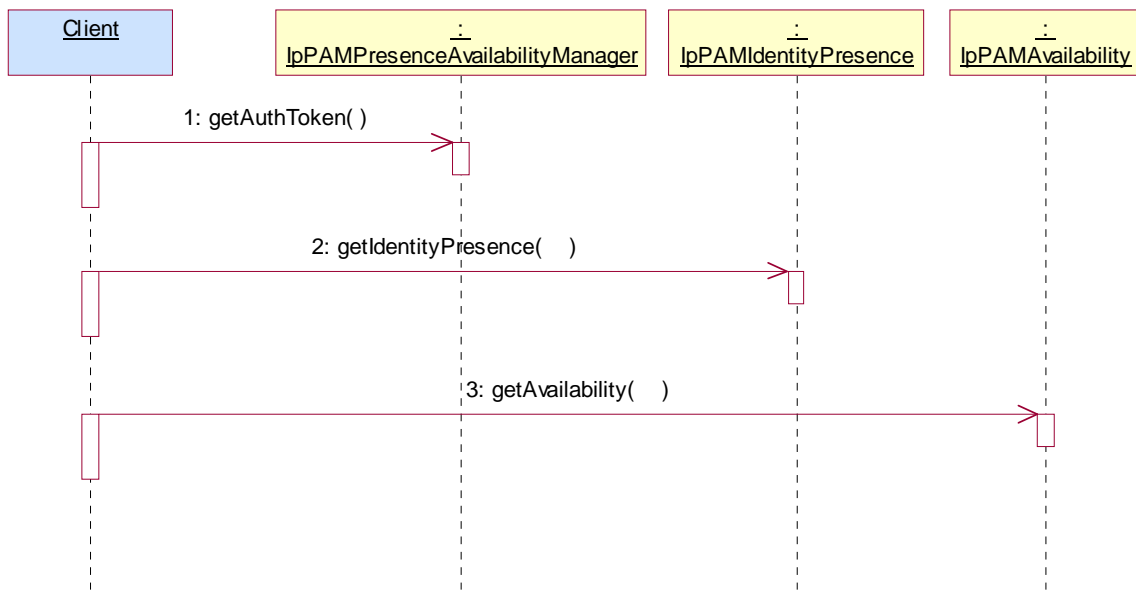 Client
:
IpPAMPresenceAvailabilityManager
:
IpPAMIdentityPresence
:
IpPAMAvailability
1: getAuthToken( )
2: getIdentityPresence( )
3: getAvailability( )